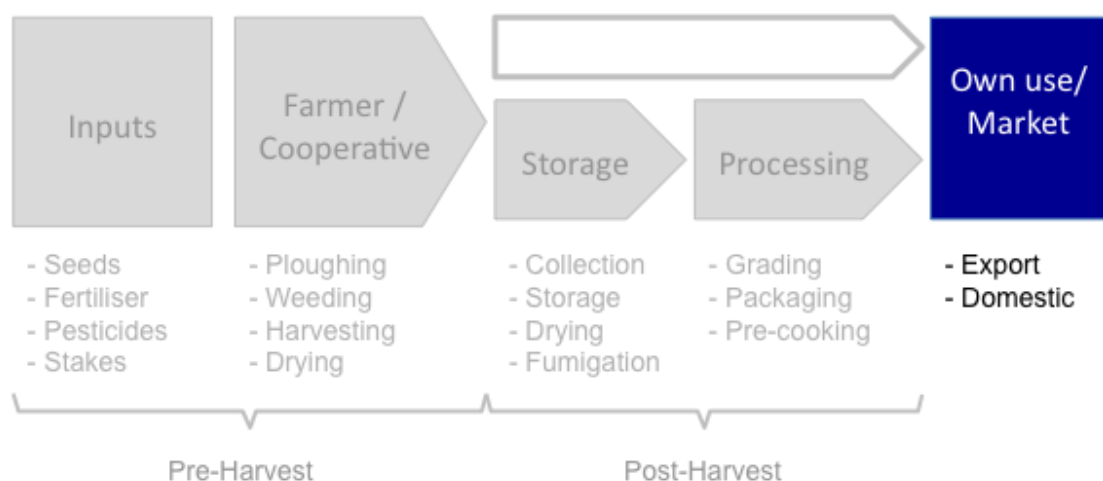 Inputs
Farmer /
Cooperative
Storage
Processing
Own use/
Market
- Seeds
- Fertiliser
- Pesticides
- Stakes
- Ploughing
- Weeding
- Harvesting
- Drying
- Collection
- Storage
- Drying
- Fumigation
- Grading
- Packaging
- Pre-cooking
- Export
- Domestic
Pre-Harvest
Post-Harvest